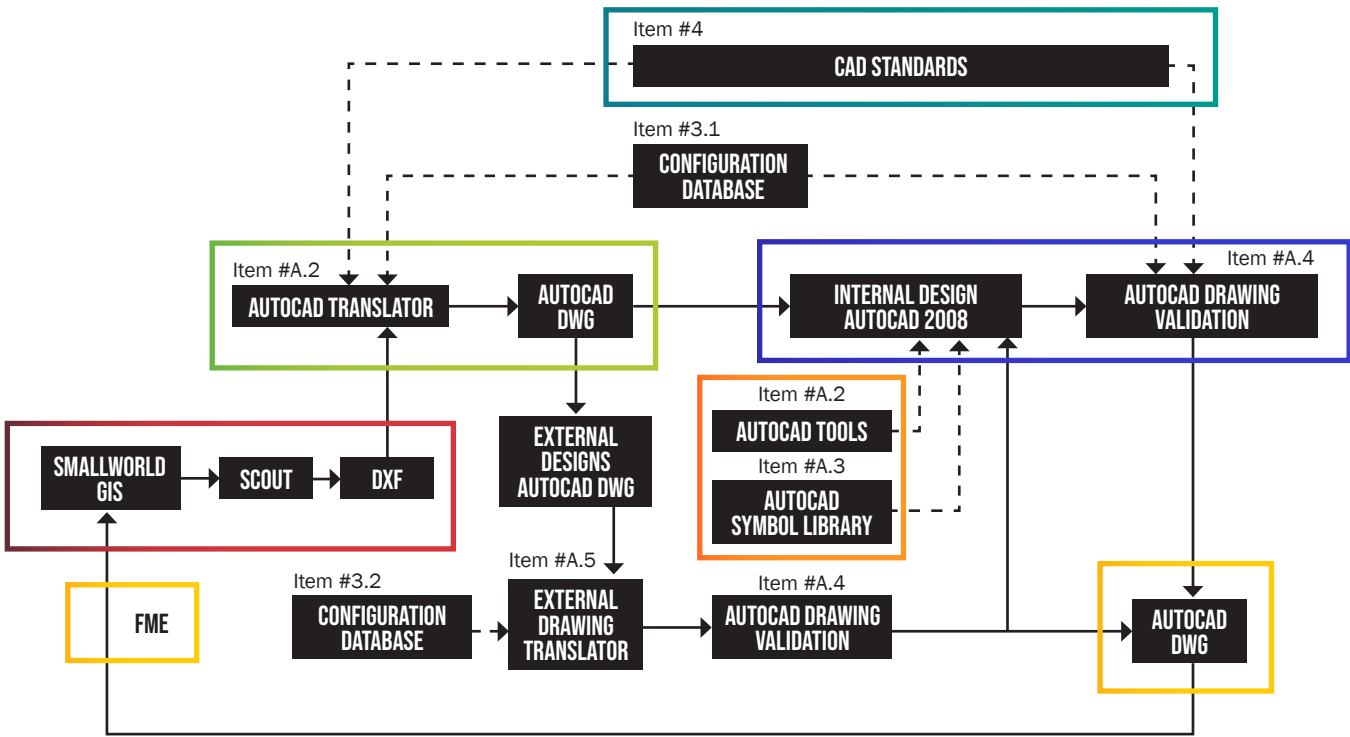 Item #4
CAD STANDARDS
Item #3.1
CONFIGURATION
DATABASE
Item #A.2
AUTOCAD TRANSLATOR
AUTOCAD
DWG
INTERNAL DESIGN
AUTOCAD 2008
Item #A.4
AUTOCAD DRAWING
VALIDATION
Item #A.2
AUTOCAD TOOLS
Item #A.3
AUTOCAD
SYMBOL LIBRARY
SMALLWORLD
GIS
SCOUT
DXF
EXTERNAL
DESIGNS
AUTOCAD DWG
FME
Item #3.2
CONFIGURATION
DATABASE
Item #A.5
EXTERNAL
DRAWING
TRANSLATOR
Item #A.4
AUTOCAD DRAWING
VALIDATION
AUTOCAD
DWG